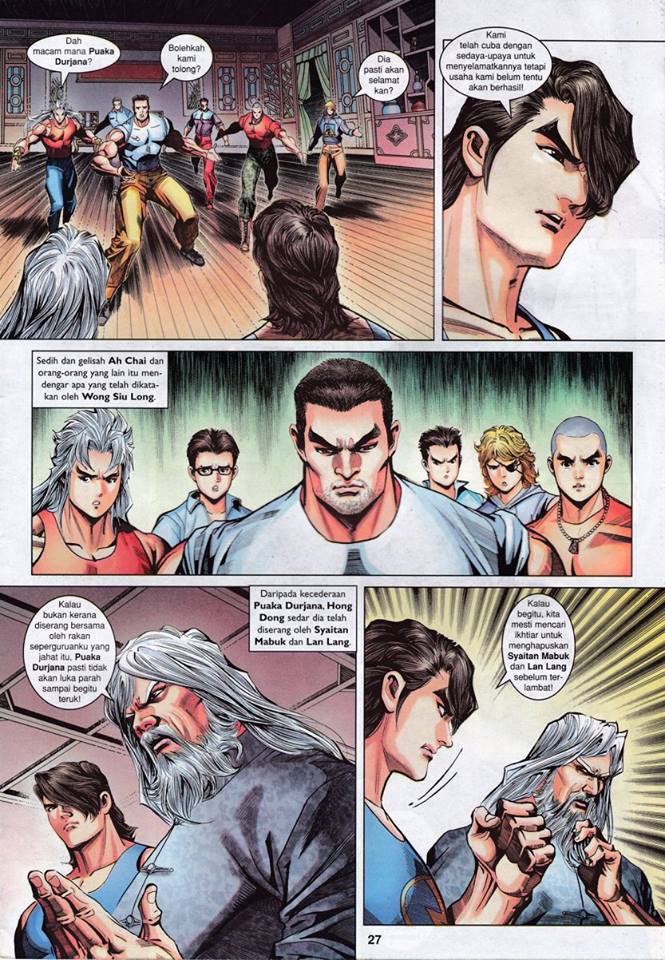 Dah
macam mana Puaka
Durjana?
Bolehkah
kami
tolong?
Dia
pasti akan
selamat
kan?
Kami
telah cuba dengan
sedaya-upaya untuk
menyelamatkannya tetapi
usaha kami belum tentu
akan berhasil!
Sedih dan gelisah Ah Chai dan
orang-orang yang lain itu men-
dengar apa yang telah dikata-
kan oleh Wong Siu Long.
Kalau
bukan kerana
diserang bersama
oleh rakan
seperguruanku yang
jahat itu, Puaka
Durjana pasti tidak
akan luka parah
sampai begitu
teruk!
Daripada kecederaan
Puaka Durjana, Hong
Dong sedar dia telah
diserang oleh Syaitan
Mabuk dan Lan Lang.
Kalau
begitu, kita
mesti mencari
ikhtiar untuk
menghapuskan
Syaitan Mabuk
dan Lan Lang
sebelum ter-
lambat!
27